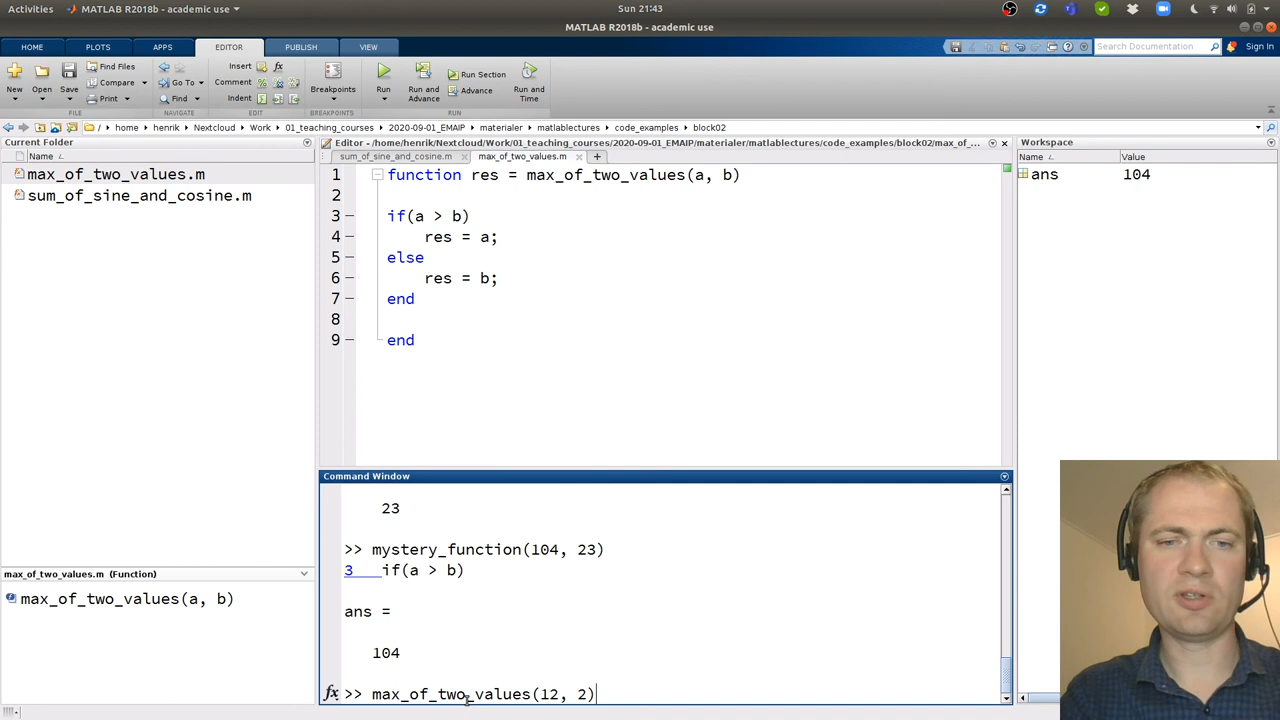 Activities
MATLAB R2018b - academic use
Sun 21:43
MATLAB R2018b - academic use
HOME
PLOTS
APPS
EDITOR
PUBLISH
VIEW
Search Documentation
Sign In
New
Open
Save
Find Files
Compare
Print
Go To
Find
Insert
Comment
Indent
Breakpoints
Run
Run and Advance
Run Section
Advance
Run and Time
FILE
NAVIGATE
EDIT
BREAKPOINTS
RUN
/ home henrik Nextcloud Work 01_teaching_courses 2020-09-01_EMAIP materialer matlablectures code_examples block02
Current Folder
Name
max_of_two_values.m
sum_of_sine_and_cosine.m
max_of_two_values.m (Function)
max_of_two_values(a, b)
Editor - /home/henrik/Nextcloud/Work/01_teaching_courses/2020-09-01_EMAIP/materialer/matlablectures/code_examples/block02/max_of_...
sum_of_sine_and_cosine.m
max_of_two_values.m
1 function res = max_of_two_values(a, b)
2
3 if(a > b)
4 res = a;
5 else
6 res = b;
7 end
8
9 end
Command Window
23
>> mystery_function(104, 23)
3 if(a > b)
ans =
104
fx >> max_of_two_values(12, 2)
Workspace
Name Value
ans 104